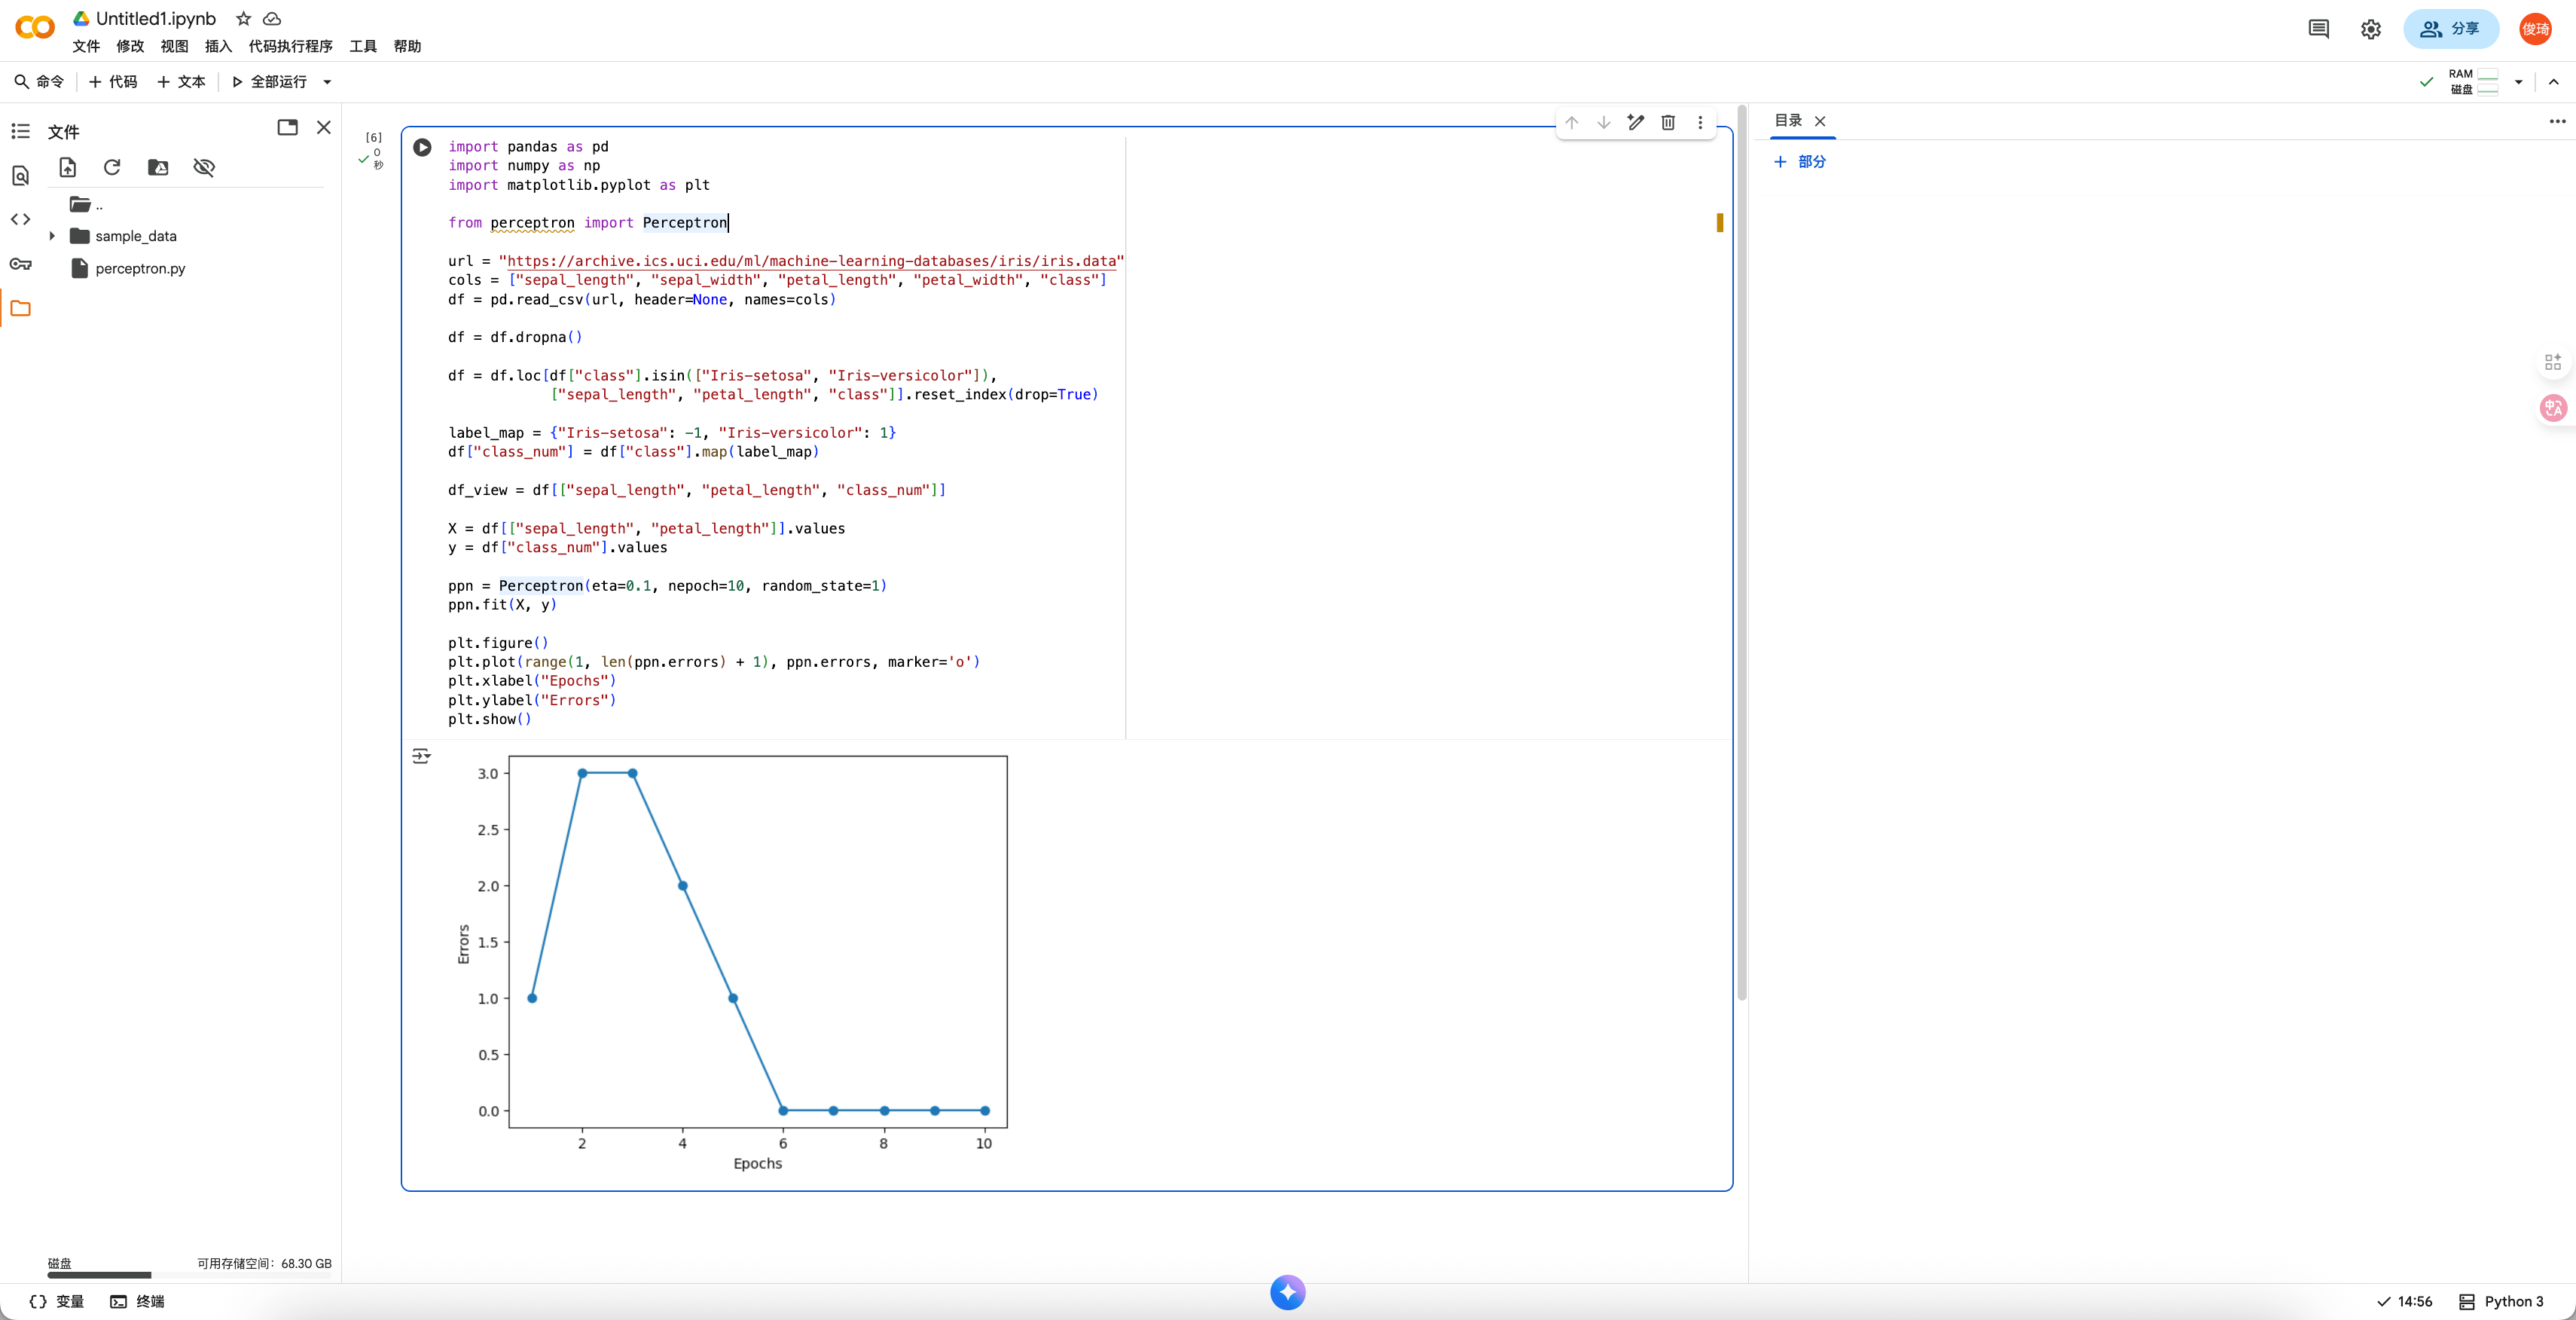 Untitled1.ipynb
文件 修改 视图 插入 代码执行程序 工具 帮助
分享
俊琦
命令 代码 文本 全部运行
RAM
磁盘
文件
..
sample_data
perceptron.py
磁盘
可用存储空间：68.30 GB
[6]
0
秒
import pandas as pd
import numpy as np
import matplotlib.pyplot as plt
from perceptron import Perceptron
url = "https://archive.ics.uci.edu/ml/machine-learning-databases/iris/iris.data"
cols = ["sepal_length", "sepal_width", "petal_length", "petal_width", "class"]
df = pd.read_csv(url, header=None, names=cols)
df = df.dropna()
df = df.loc[df["class"].isin(["Iris-setosa", "Iris-versicolor"]),
["sepal_length", "petal_length", "class"]].reset_index(drop=True)
label_map = {"Iris-setosa": -1, "Iris-versicolor": 1}
df["class_num"] = df["class"].map(label_map)
df_view = df[["sepal_length", "petal_length", "class_num"]]
X = df[["sepal_length", "petal_length"]].values
y = df["class_num"].values
ppn = Perceptron(eta=0.1, nepoch=10, random_state=1)
ppn.fit(X, y)
plt.figure()
plt.plot(range(1, len(ppn.errors) + 1), ppn.errors, marker='o')
plt.xlabel("Epochs")
plt.ylabel("Errors")
plt.show()
3.0
2.5
2.0
1.5
1.0
0.5
0.0
Errors
2 4 6 8 10
Epochs
目录
部分
中A
变量 终端
14:56 Python 3